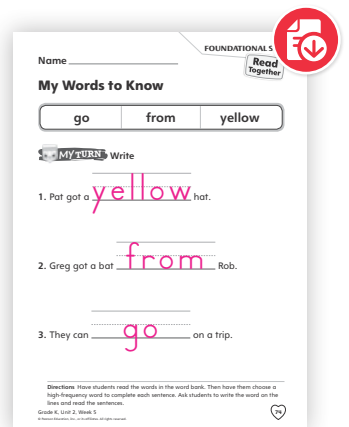 FOUNDATIONAL S
Name
Read
Together
My Words to Know
go from yellow
MY TURN Write
1. Pat got a yellow hat.
2. Greg got a bat from Rob.
3. They can go on a trip.
Directions Have students read the words in the word bank. Then have them choose a
high-frequency word to complete each sentence. Ask students to write the word on the
lines and read the sentences.
Grade K, Unit 2, Week 5